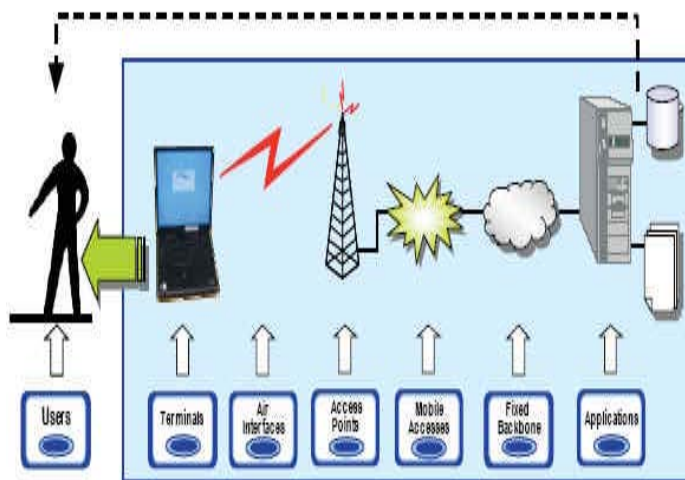 Users
Terminals
Air
Interfaces
Access
Points
Mobile
Accesses
Fixed
Backbone
Applications